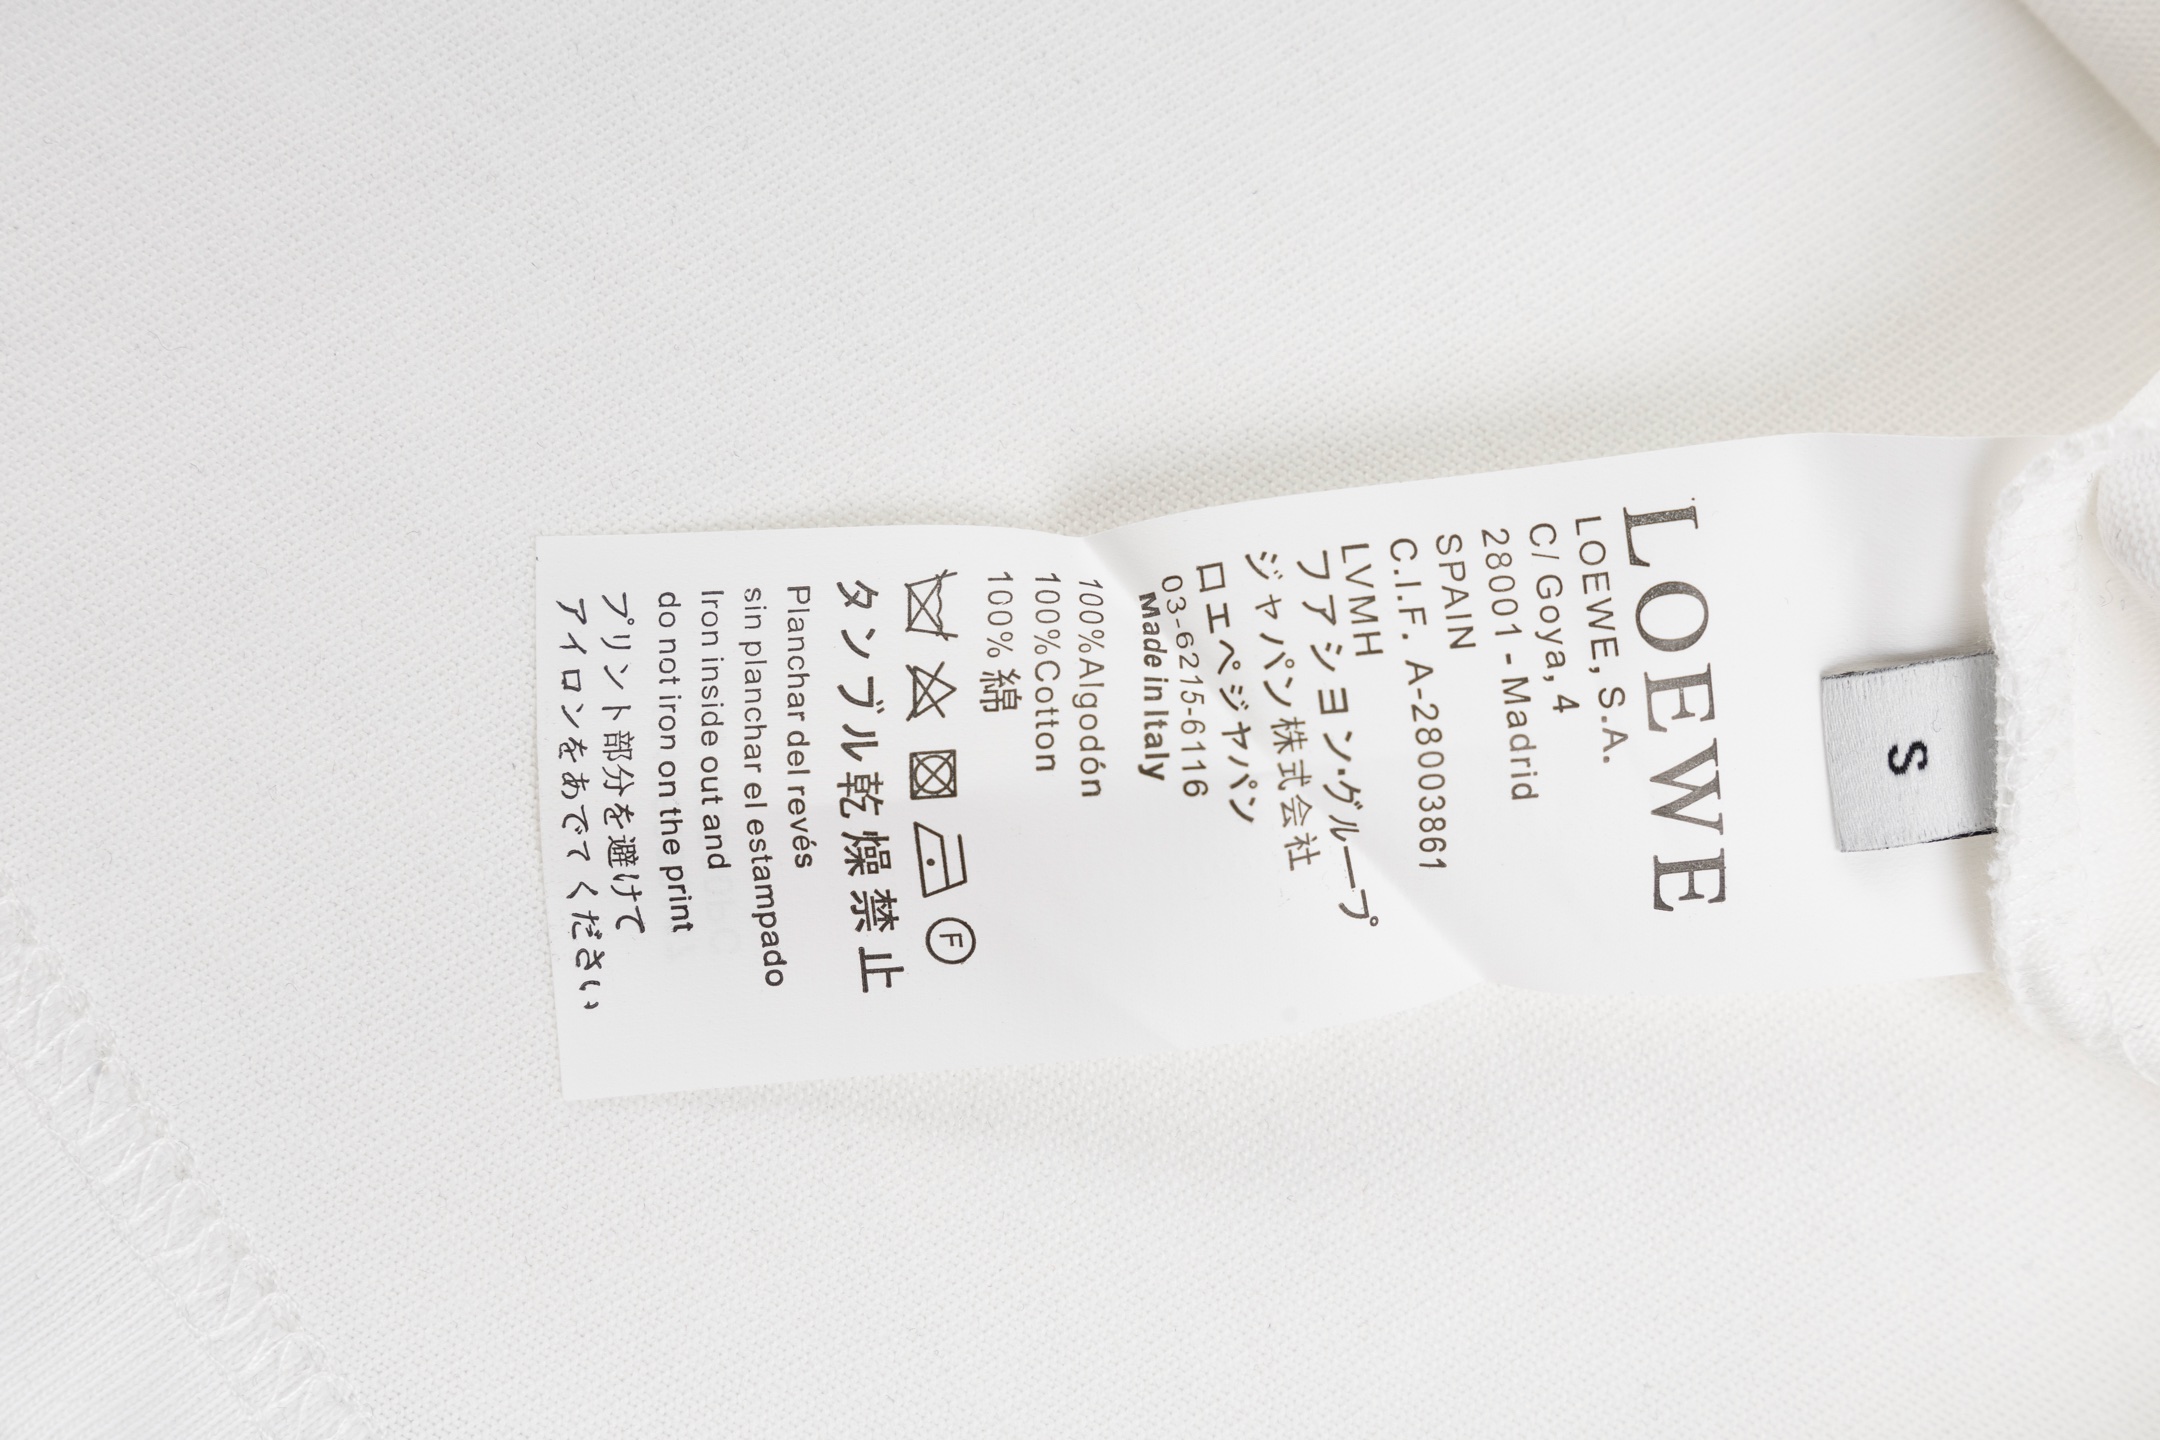 S
LOEWE
LOEWE, S.A.
C/ Goya, 4
28001 - Madrid
SPAIN
C.I.F. A-28003861
LVMH
ファション･グループ
ジャパン株式会社
ロエベジャパン
03-6215-6116
Made in Italy
100%Algodón
100%Cotton
100%綿
F
タンブル乾燥禁止
Planchar del revés
sin planchar el estampado
Iron inside out and
do not iron on the print
プリント部分を避けて
アイロンをあでてください